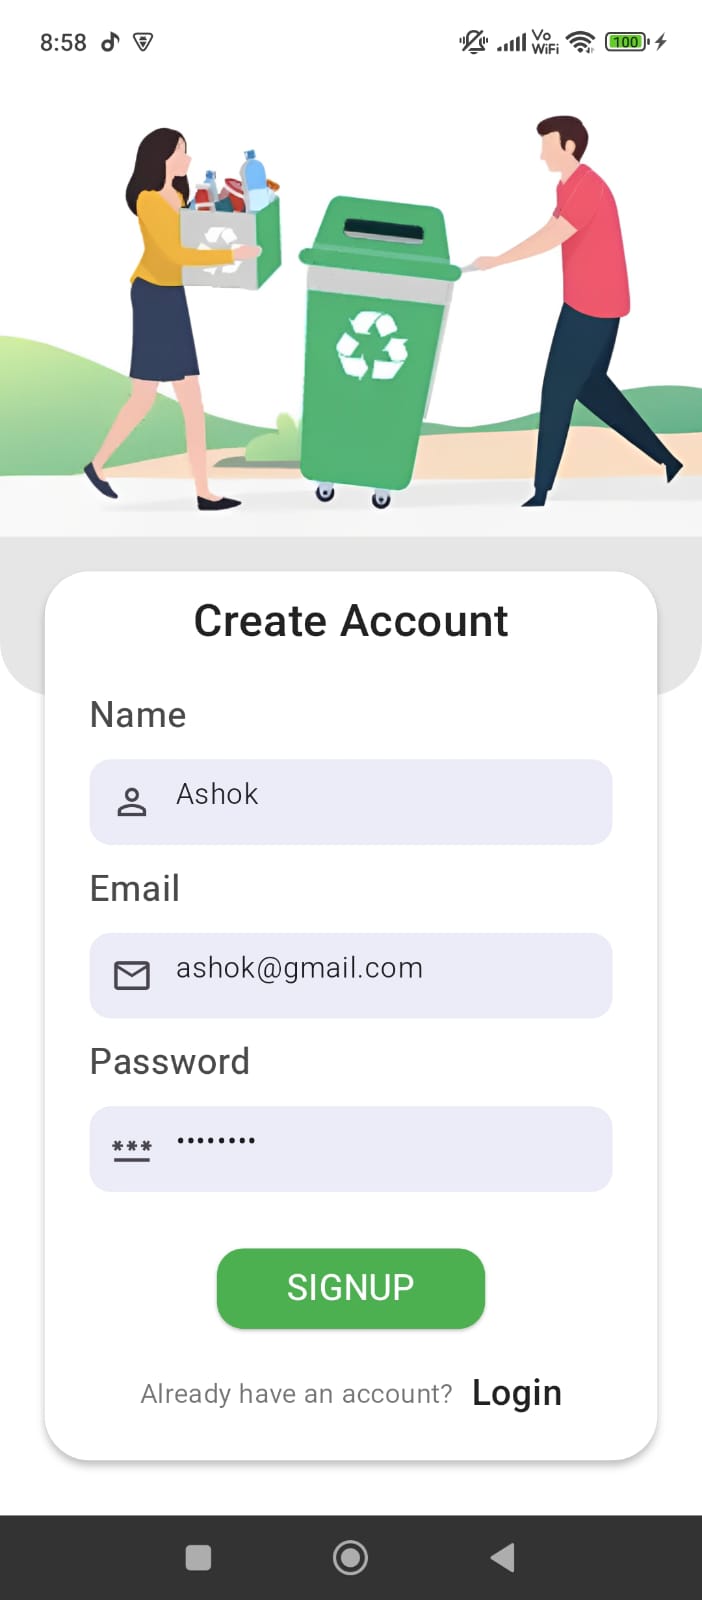 8:58
Vo
WiFi
100
Create Account
Name
Ashok
Email
ashok@gmail.com
Password
***
••••••••
SIGNUP
Already have an account? Login